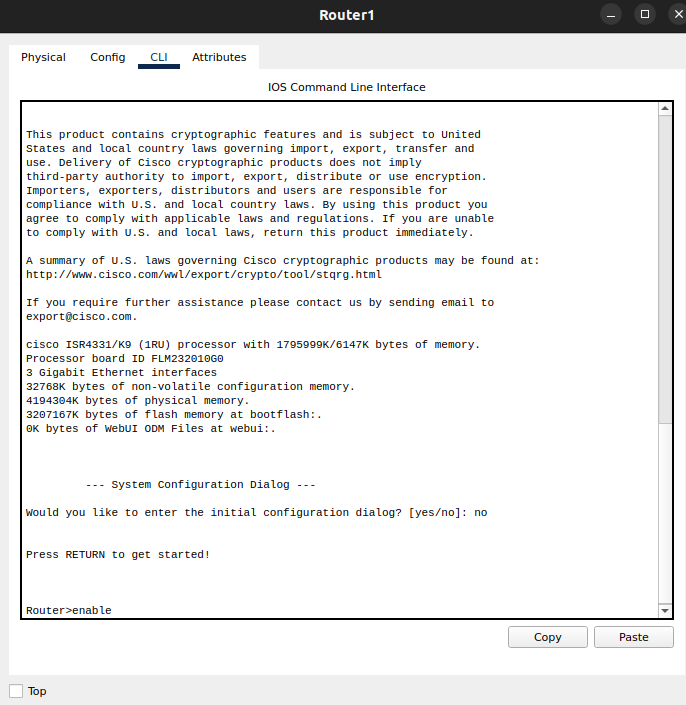 Router1
Physical Config CLI Attributes
IOS Command Line Interface
This product contains cryptographic features and is subject to United
States and local country laws governing import, export, transfer and
use. Delivery of Cisco cryptographic products does not imply
third-party authority to import, export, distribute or use encryption.
Importers, exporters, distributors and users are responsible for
compliance with U.S. and local country laws. By using this product you
agree to comply with applicable laws and regulations. If you are unable
to comply with U.S. and local laws, return this product immediately.
A summary of U.S. laws governing Cisco cryptographic products may be found at:
http://www.cisco.com/wwl/export/crypto/tool/stqrg.html
If you require further assistance please contact us by sending email to
export@cisco.com.
cisco ISR4331/K9 (1RU) processor with 1795999K/6147K bytes of memory.
Processor board ID FLM232010G0
3 Gigabit Ethernet interfaces
32768K bytes of non-volatile configuration memory.
4194304K bytes of physical memory.
3207167K bytes of flash memory at bootflash:.
0K bytes of WebUI ODM Files at webui:.
--- System Configuration Dialog ---
Would you like to enter the initial configuration dialog? [yes/no]: no
Press RETURN to get started!
Router>enable
Copy Paste
Top